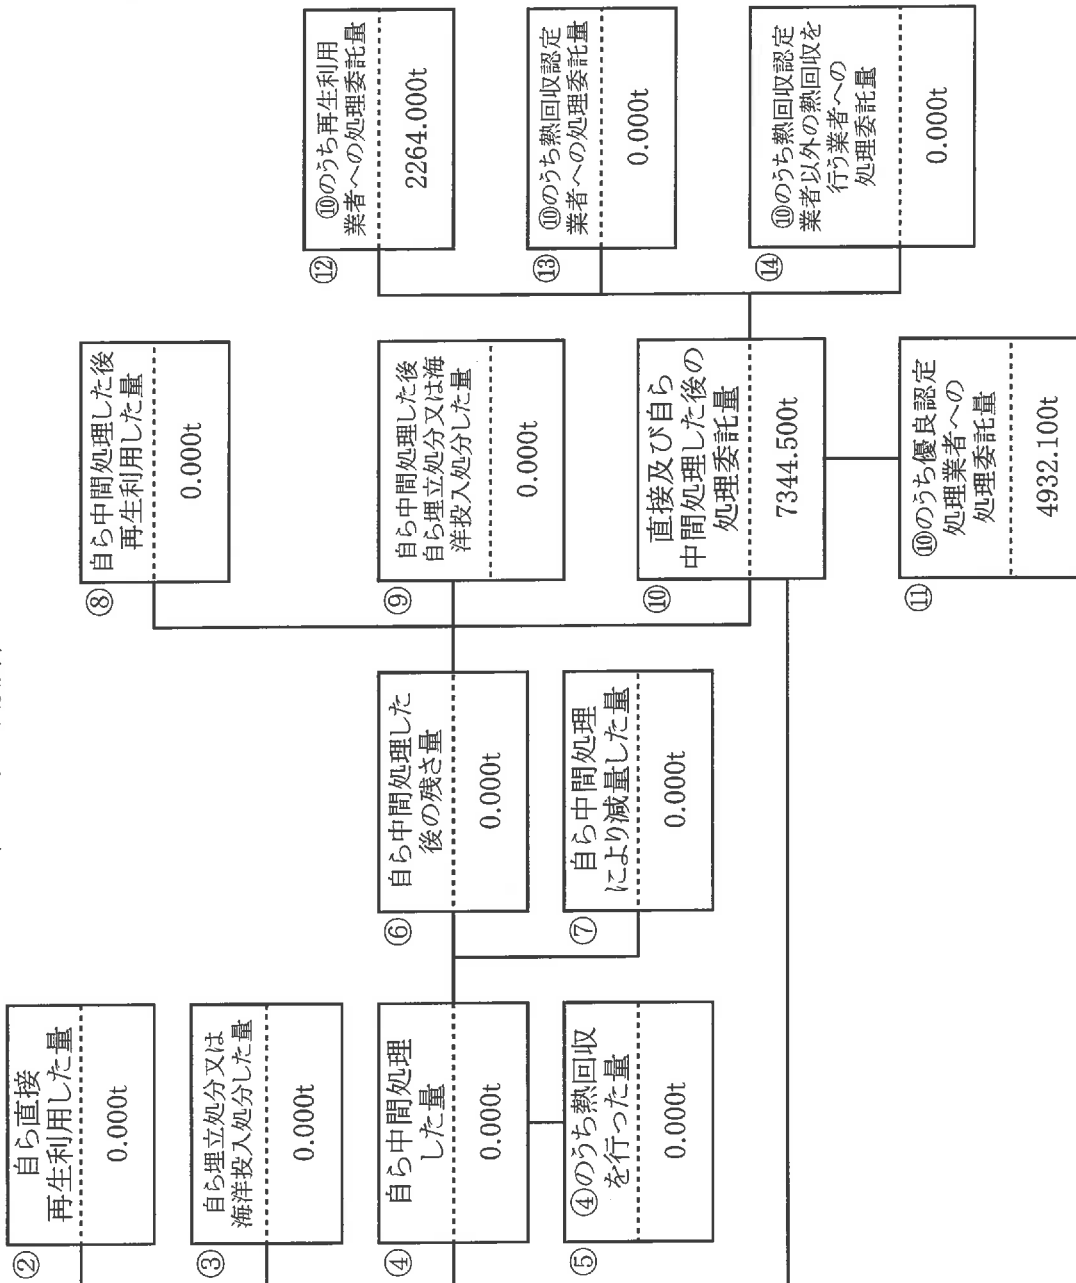 ②
自ら直接
再生利用した量
0.000t
③
自ら埋立処分又は
海洋投入処分した量
0.000t
④
自ら中間処理
した量
0.000t
⑤
④のうち熱回収
を行った量
0.000t
⑥
自ら中間処理した
後の残さ量
0.000t
⑦
自ら中間処理
により減量した量
0.000t
⑧
自ら中間処理した後
再生利用した量
0.000t
⑨
自ら中間処理した後
自ら埋立処分又は海
洋投入処分した量
0.000t
⑩
直接及び自ら
中間処理した後の
処理委託量
7344.500t
⑪
⑩のうち優良認定
処理業者への
処理委託量
4932.100t
⑫
⑩のうち再生利用
業者への処理委託量
2264.000t
⑬
⑩のうち熱回収認定
業者への処理委託量
0.000t
⑭
⑩のうち熱回収認定
業者以外の熱回収を
行う業者への
処理委託量
0.000t